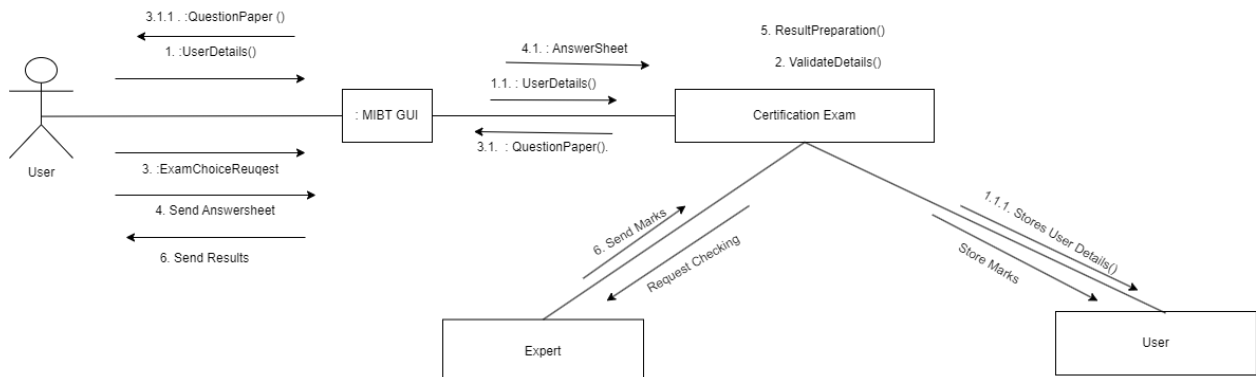 3.1.1 . :QuestionPaper ()
1. :UserDetails()
5. ResultPreparation()
4.1. : AnswerSheet
2. ValidateDetails()
1.1. : UserDetails()
: MIBT GUI
Certification Exam
3.1. : QuestionPaper().
User
3. :ExamChoiceReuqest
4. Send Answersheet
6. Send Results
6. Send Marks
Request Checking
1.1.1. Stores User Details()
Store Marks
Expert
User